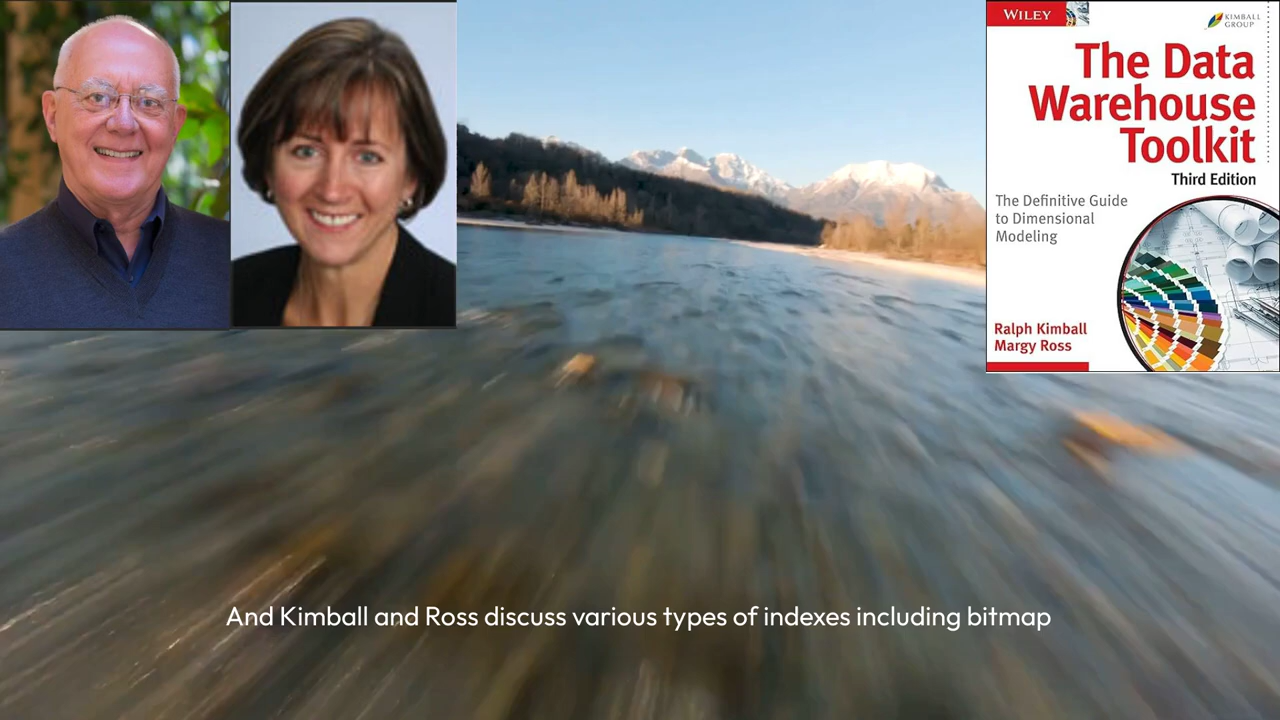 WILEY
KIMBALL
GROUP
The Data
Warehouse
Toolkit
Third Edition
The Definitive Guide
to Dimensional
Modeling
Ralph Kimball
Margy Ross
And Kimball and Ross discuss various types of indexes including bitmap